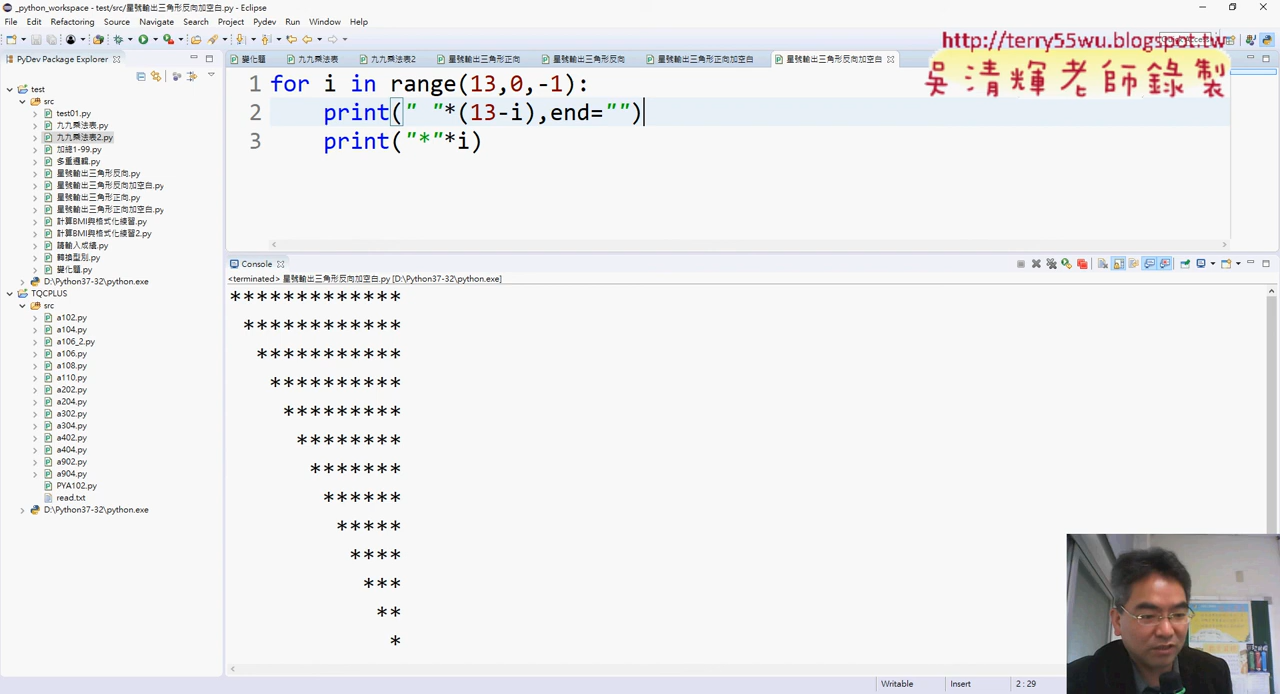 _python_workspace - test/src/星號輸出三角形反向加空白.py - Eclipse
File Edit Refactoring Source Navigate Search Project Pydev Run Window Help
http://terry55wu.blogspot.tw
吳清輝老師錄製
PyDev Package Explorer
變化題 九九乘法表 九九乘法表2 星號輸出三角形正向 星號輸出三角形反向 星號輸出三角形正向加空白 星號輸出三角形反向加空白
test
src
test01.py
九九乘法表.py
九九乘法表2.py
加總1-99.py
多重邏輯.py
星號輸出三角形反向.py
星號輸出三角形反向加空白.py
星號輸出三角形正向.py
星號輸出三角形正向加空白.py
計算BMI與格式化練習.py
計算BMI與格式化練習2.py
請輸入成績.py
轉換型別.py
變化題.py
D:\Python37-32\python.exe
TQCPLUS
src
a102.py
a104.py
a106_2.py
a106.py
a108.py
a110.py
a202.py
a204.py
a302.py
a304.py
a402.py
a404.py
a902.py
a904.py
PYA102.py
read.txt
D:\Python37-32\python.exe
1 for i in range(13,0,-1):
2     print(" "*(13-i),end="")
3     print("*"*i)
Console
<terminated> 星號輸出三角形反向加空白.py [D:\Python37-32\python.exe]
*************
 ************
  ***********
   **********
    *********
     ********
      *******
       ******
        *****
         ****
          ***
           **
            *
Writable Insert 2 : 29